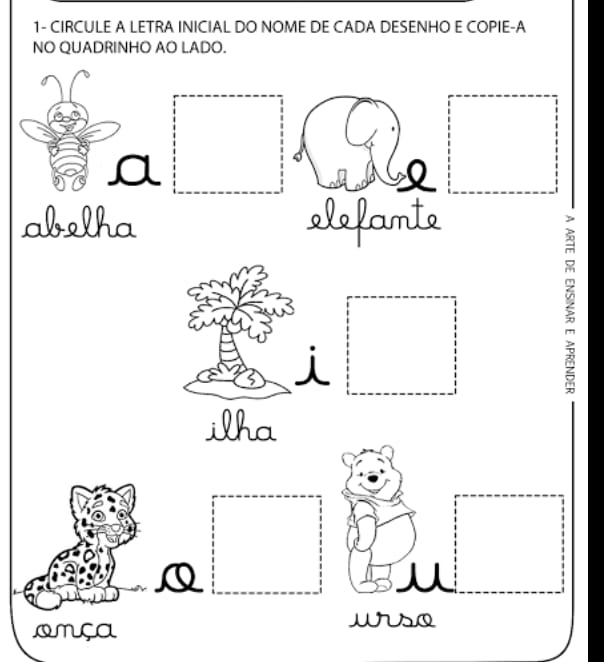 1- CIRCULE A LETRA INICIAL DO NOME DE CADA DESENHO E COPIE-A
NO QUADRINHO AO LADO.
a
e
abelha
elefante
i
ilha
o
u
onça
urso
A ARTE DE ENSINAR E APRENDER